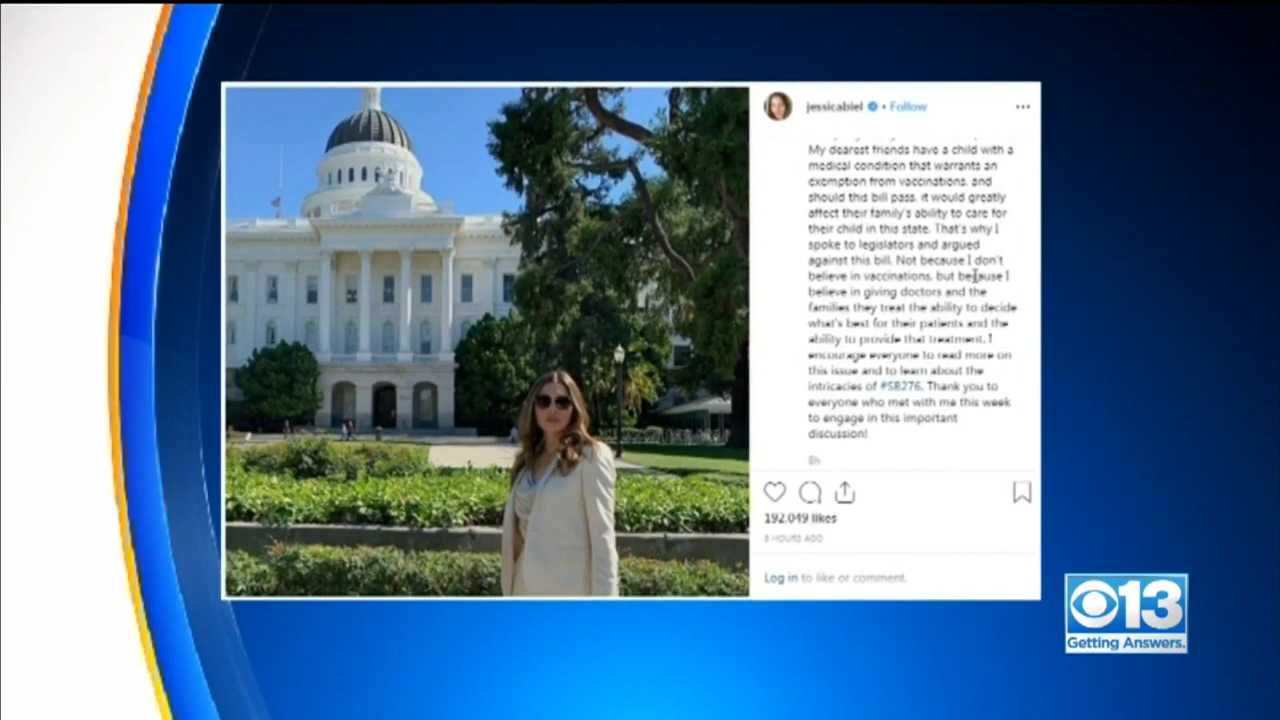 jessicabiel • Follow
My dearest friends have a child with a
medical condition that warrants an
exemption from vaccinations, and
should this bill pass, it would greatly
affect their family's ability to care for
their child in this state. That's why I
spoke to legislators and argued
against this bill. Not because I don't
believe in vaccinations, but because I
believe in giving doctors and the
families they treat the ability to decide
what's best for their patients and the
ability to provide that treatment. I
encourage everyone to read more on
this issue and to learn about the
intricacies of #SB276. Thank you to
everyone who met with me this week
to engage in this important
discussion!
8h
192,049 likes
8 HOURS AGO
Log in to like or comment.
13
Getting Answers.